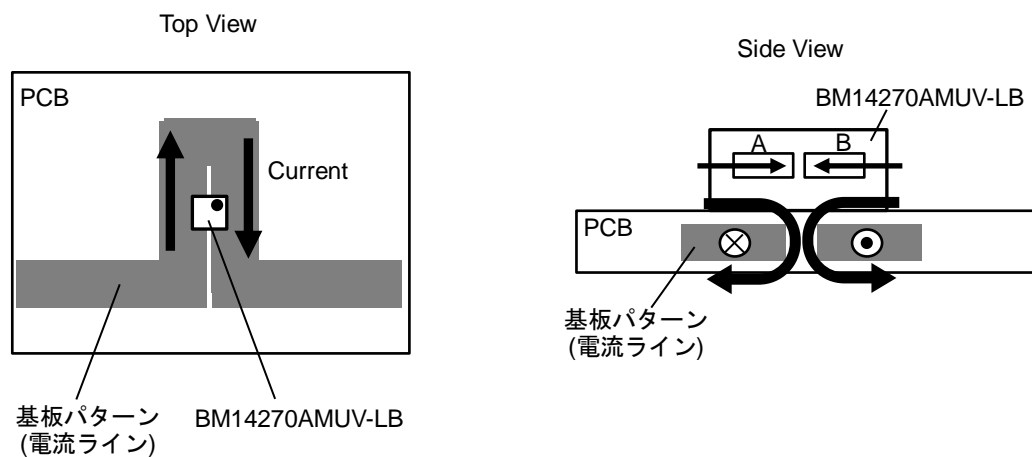 Top View
PCB
Current
基板パターン
(電流ライン)
BM14270AMUV-LB
Side View
BM14270AMUV-LB
A
B
PCB
基板パターン
(電流ライン)